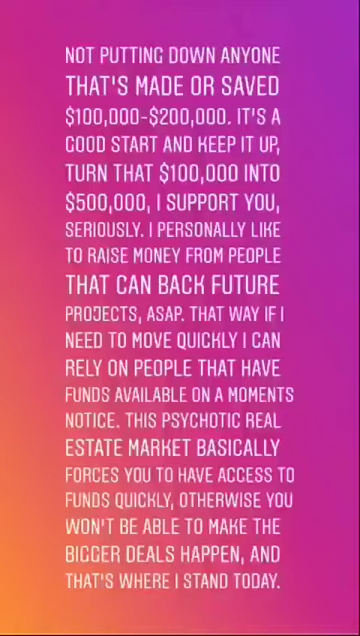 NOT PUTTING DOWN ANYONE
THAT'S MADE OR SAVED
$100,000-$200,000. IT'S A
GOOD START AND KEEP IT UP,
TURN THAT $100,000 INTO
$500,000, I SUPPORT YOU,
SERIOUSLY. I PERSONALLY LIKE
TO RAISE MONEY FROM PEOPLE
THAT CAN BACK FUTURE
PROJECTS, ASAP. THAT WAY IF I
NEED TO MOVE QUICKLY I CAN
RELY ON PEOPLE THAT HAVE
FUNDS AVAILABLE ON A MOMENTS
NOTICE. THIS PSYCHOTIC REAL
ESTATE MARKET BASICALLY
FORCES YOU TO HAVE ACCESS TO
FUNDS QUICKLY, OTHERWISE YOU
WON'T BE ABLE TO MAKE THE
BIGGER DEALS HAPPEN, AND
THAT'S WHERE I STAND TODAY.